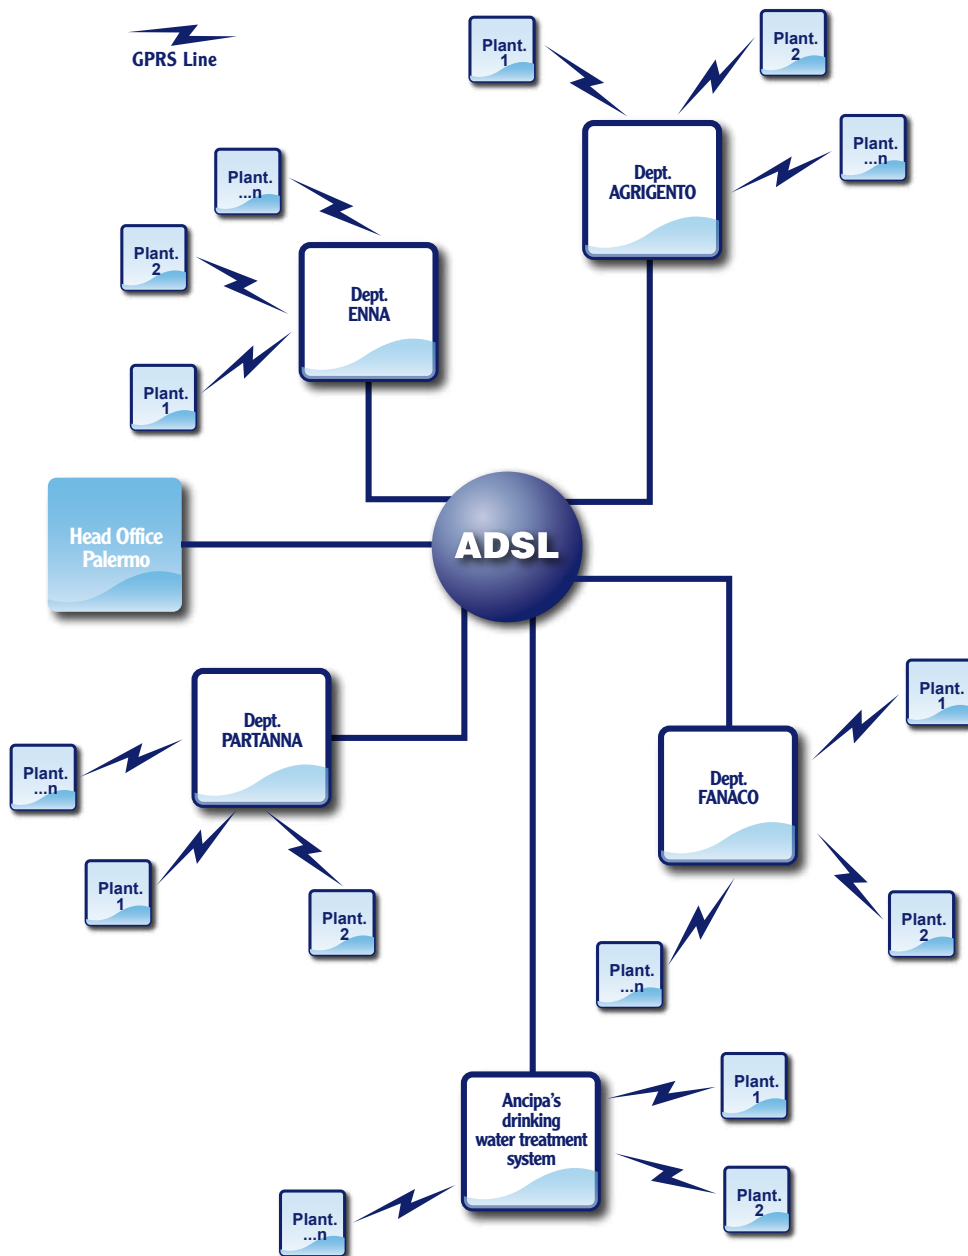 GPRS Line
Plant.
1
Plant.
2
Plant.
...n
Dept.
AGRIGENTO
Plant.
...n
Plant.
2
Plant.
1
Dept.
ENNA
Head Office
Palermo
ADSL
Dept.
PARTANNA
Plant.
...n
Plant.
1
Plant.
2
Dept.
FANACO
Plant.
1
Plant.
2
Plant.
...n
Ancipa's
drinking
water treatment
system
Plant.
1
Plant.
2
Plant.
...n